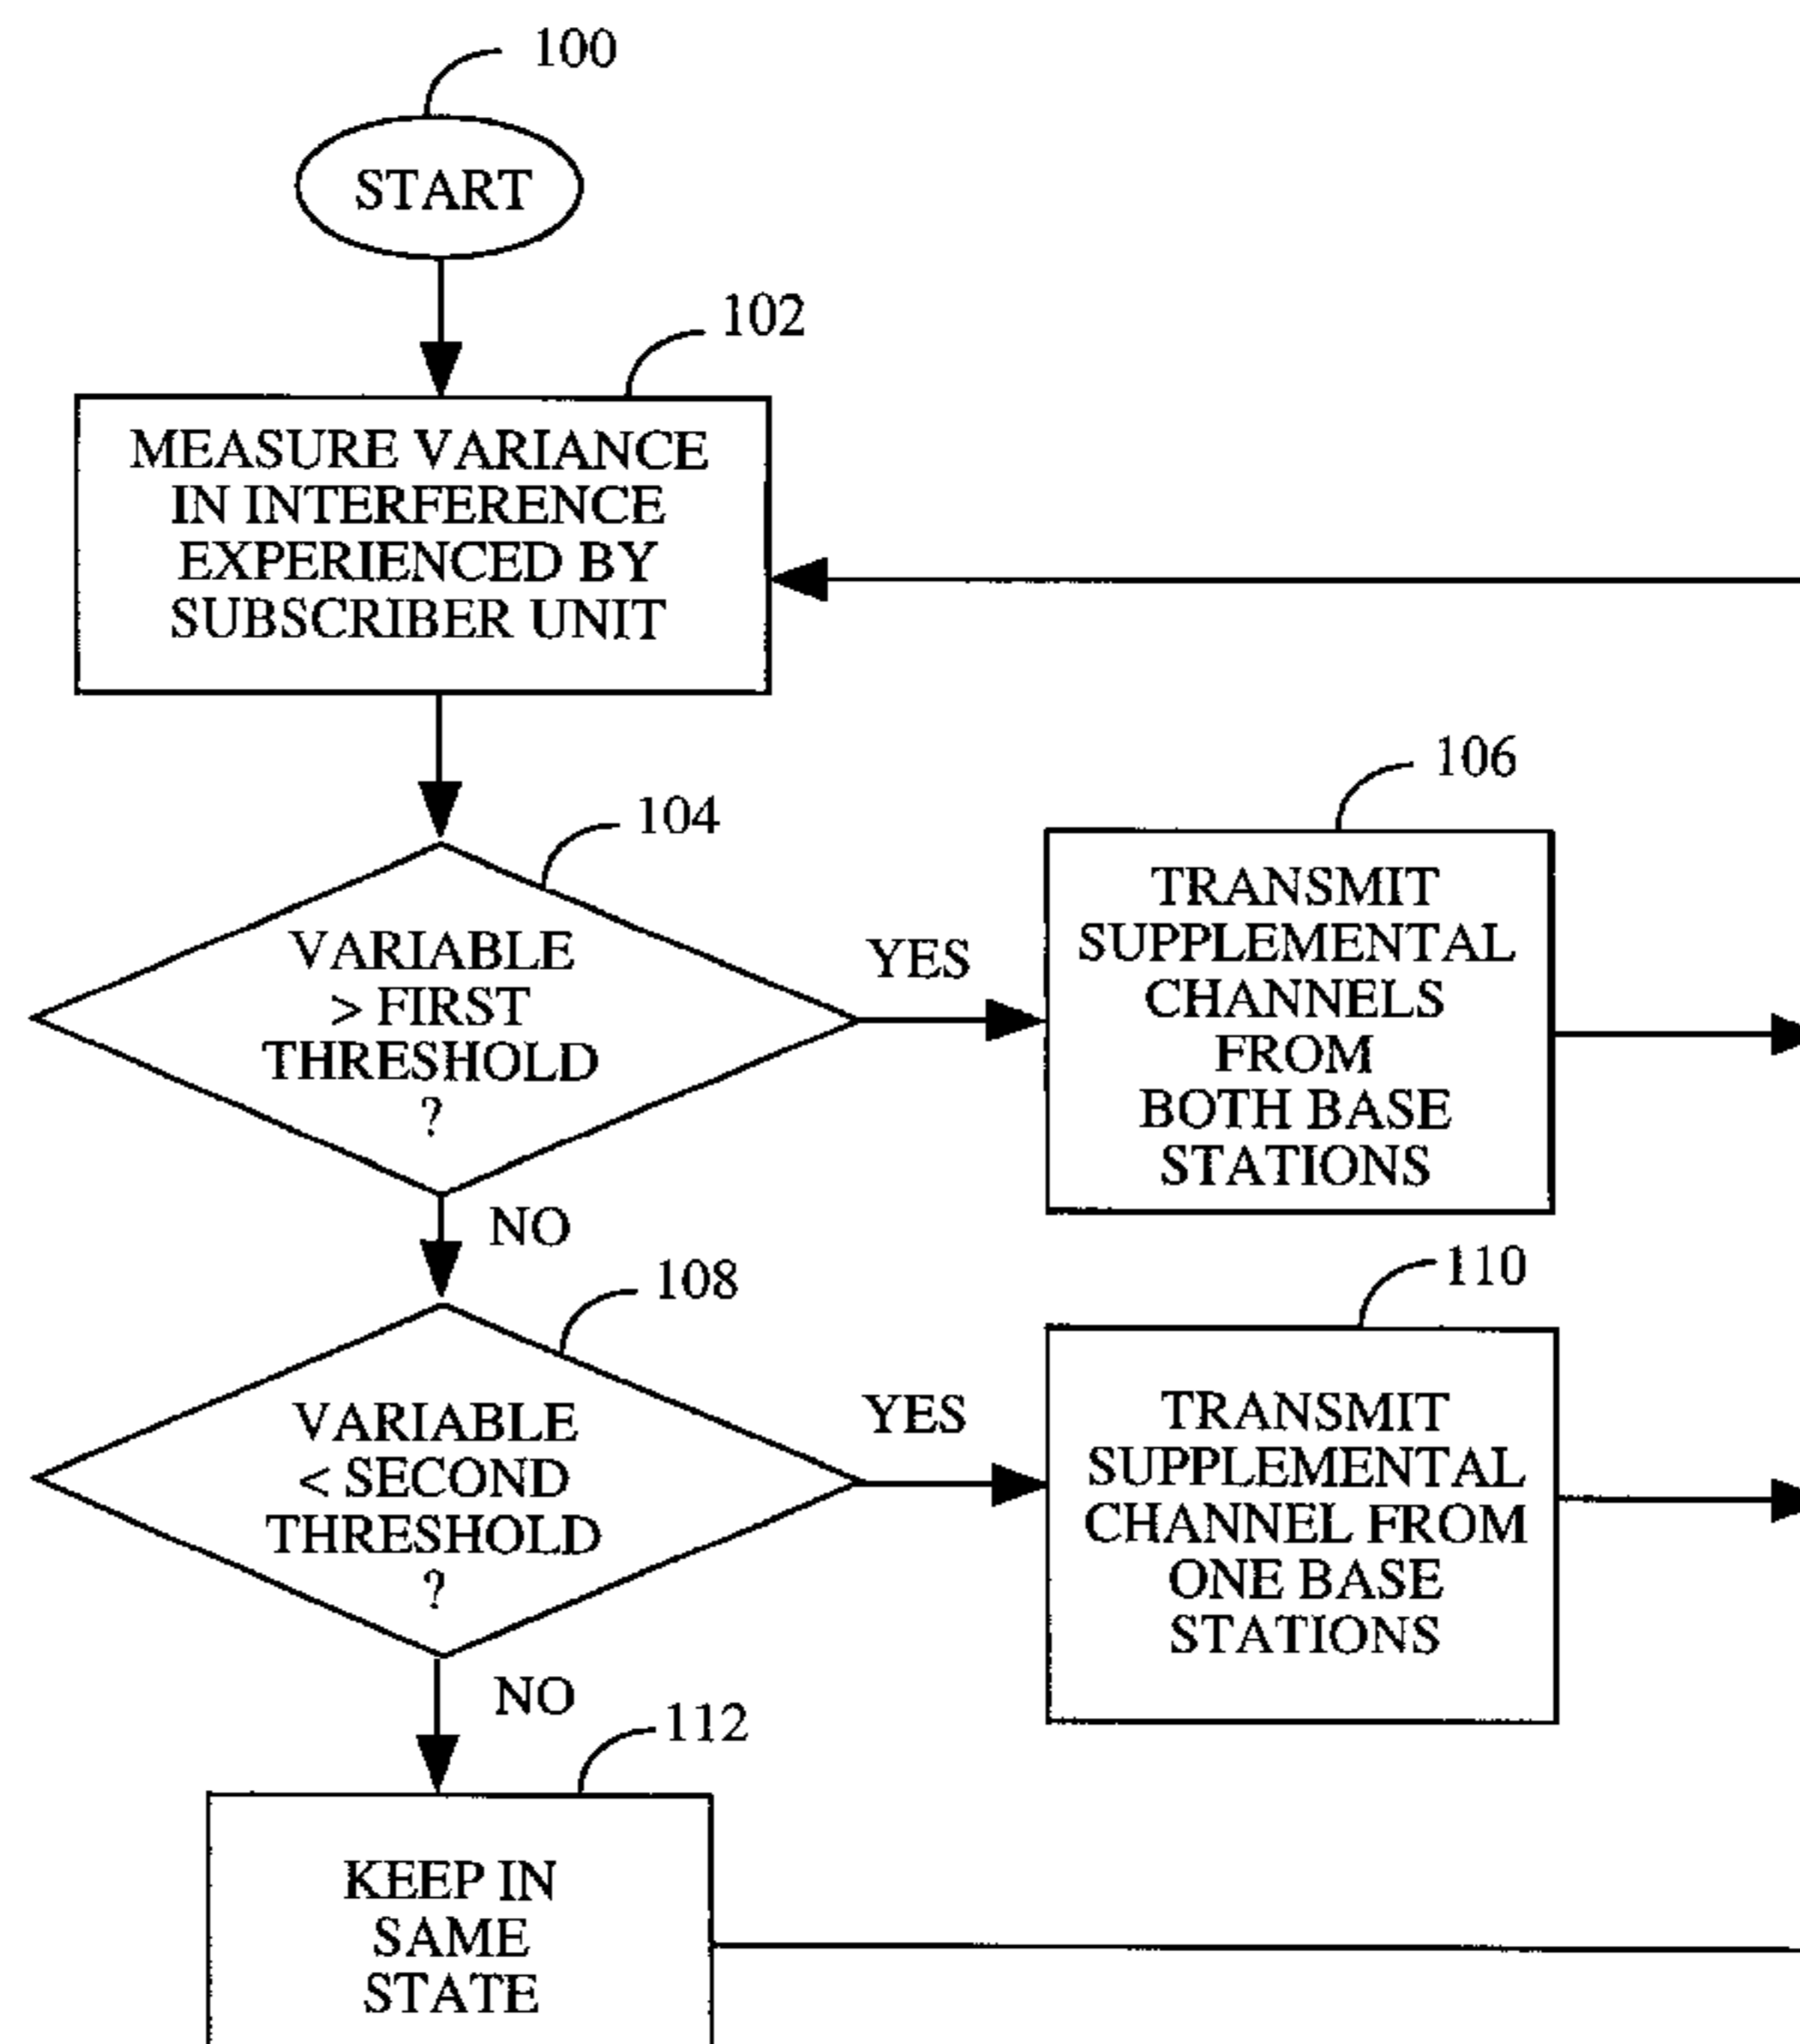 100
START
102
MEASURE VARIANCE
IN INTERFERENCE
EXPERIENCED BY
SUBSCRIBER UNIT
104
VARIABLE
> FIRST
THRESHOLD
?
YES
106
TRANSMIT
SUPPLEMENTAL
CHANNELS
FROM
BOTH BASE
STATIONS
NO
108
VARIABLE
< SECOND
THRESHOLD
?
YES
110
TRANSMIT
SUPPLEMENTAL
CHANNEL FROM
ONE BASE
STATIONS
NO
112
KEEP IN
SAME
STATE